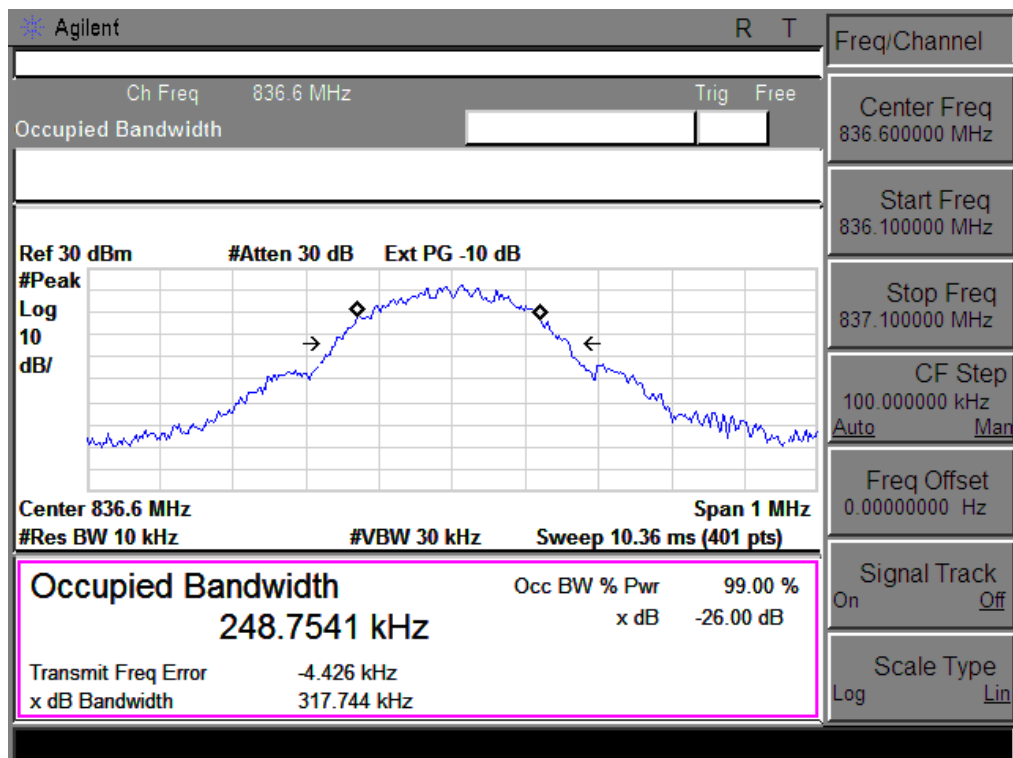 Agilent R T
Ch Freq 836.6 MHz Trig Free
Occupied Bandwidth
Ref 30 dBm #Atten 30 dB Ext PG -10 dB
#Peak
Log
10
dB/
Center 836.6 MHz Span 1 MHz
#Res BW 10 kHz #VBW 30 kHz Sweep 10.36 ms (401 pts)
Occupied Bandwidth
248.7541 kHz
Occ BW % Pwr 99.00 %
x dB -26.00 dB
Transmit Freq Error -4.426 kHz
x dB Bandwidth 317.744 kHz
Freq/Channel
Center Freq
836.600000 MHz
Start Freq
836.100000 MHz
Stop Freq
837.100000 MHz
CF Step
100.000000 kHz
Auto Man
Freq Offset
0.00000000 Hz
Signal Track
On Off
Scale Type
Log Lin